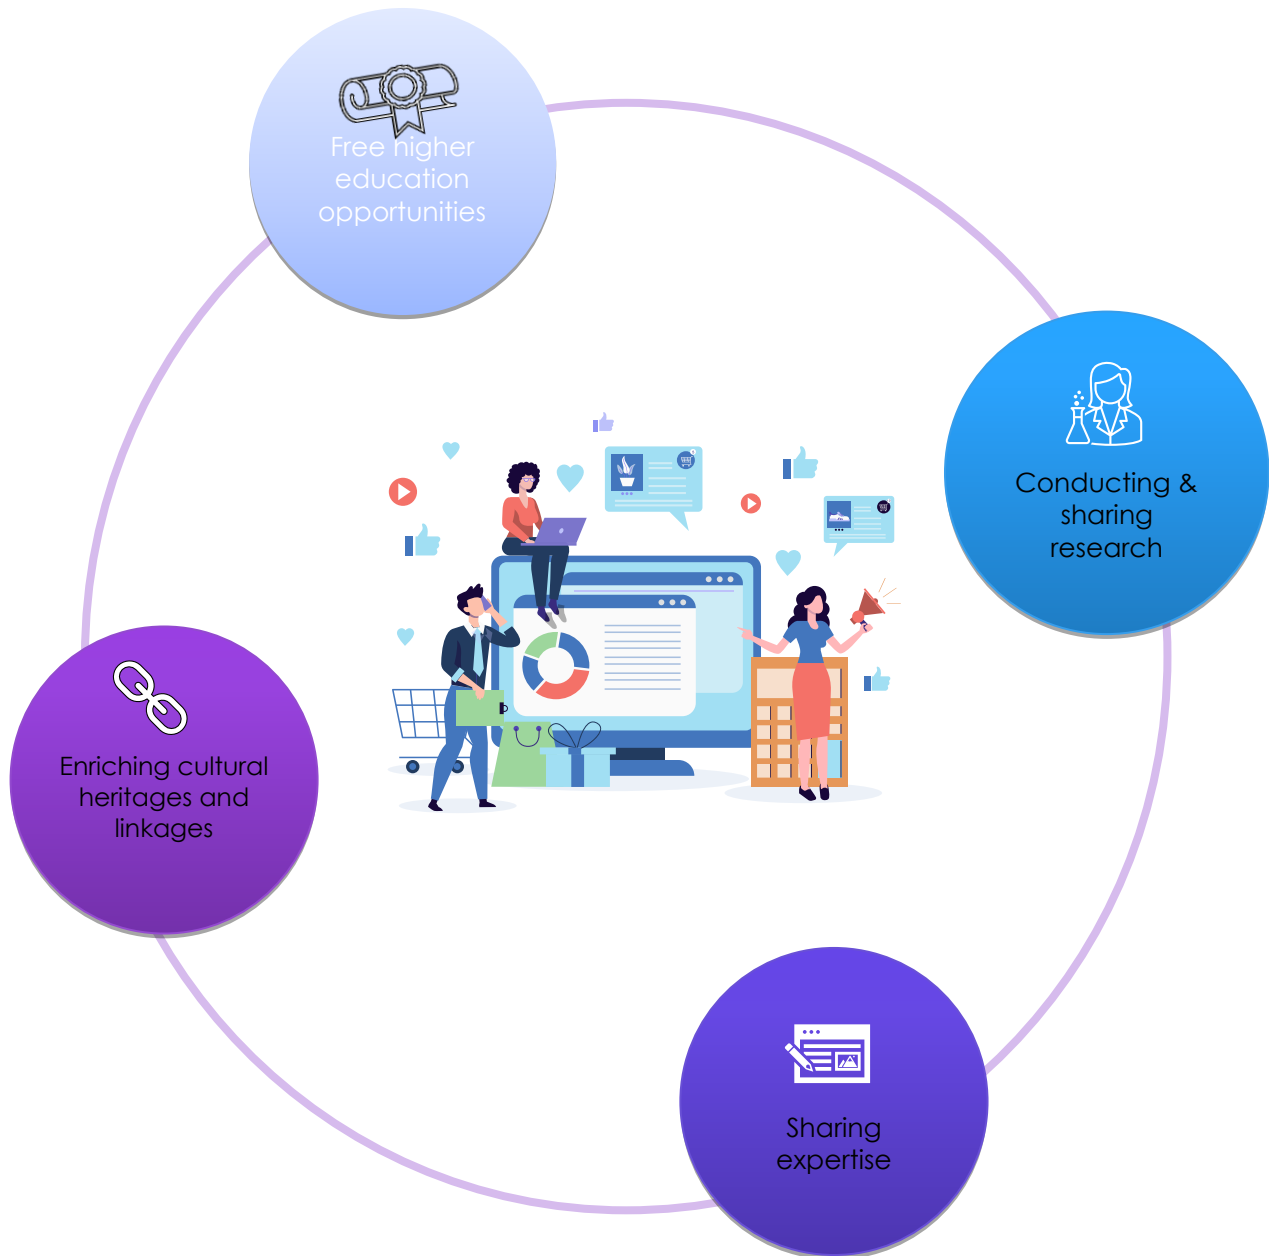 Free higher
education
opportunities
Conducting &
sharing
research
Enriching cultural
heritages and
linkages
Sharing
expertise